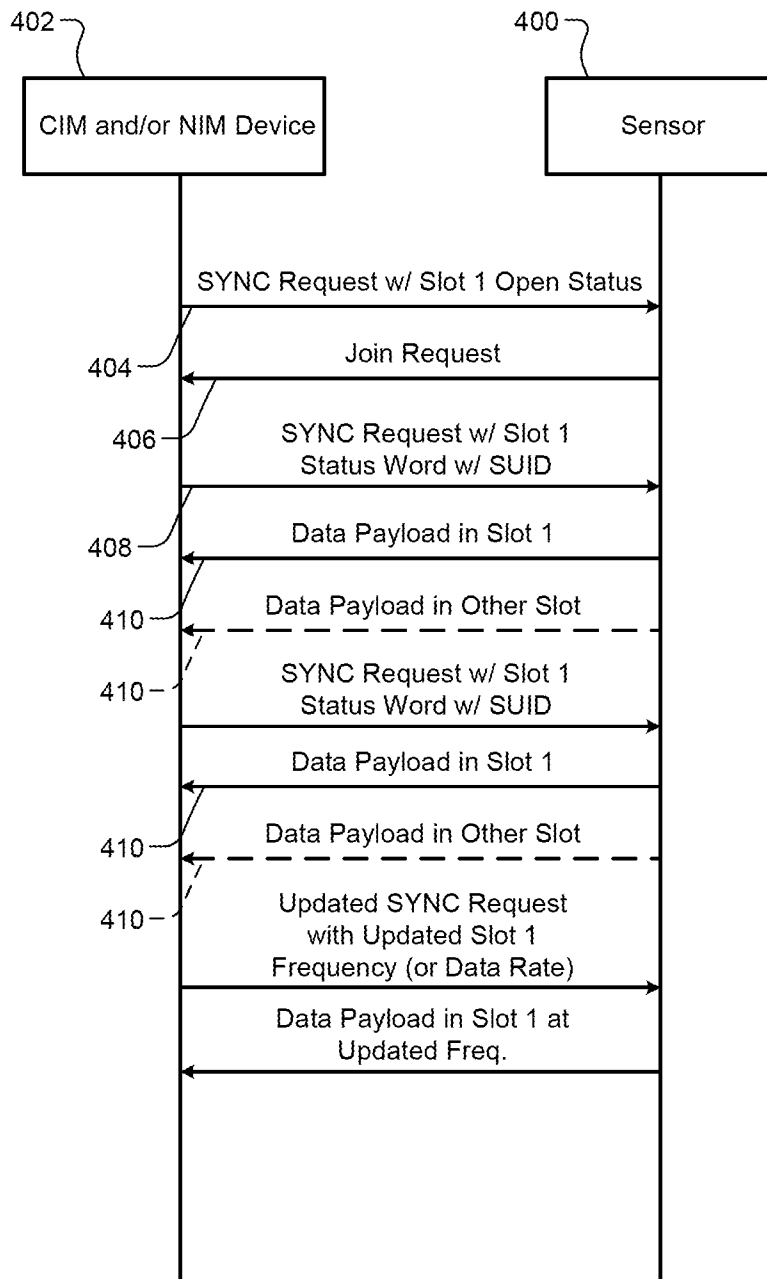 402
400
CIM and/or NIM Device
Sensor
SYNC Request w/ Slot 1 Open Status
404
Join Request
406
SYNC Request w/ Slot 1
Status Word w/ SUID
408
Data Payload in Slot 1
410
Data Payload in Other Slot
410
SYNC Request w/ Slot 1
Status Word w/ SUID
Data Payload in Slot 1
410
Data Payload in Other Slot
410
Updated SYNC Request
with Updated Slot 1
Frequency (or Data Rate)
Data Payload in Slot 1 at
Updated Freq.